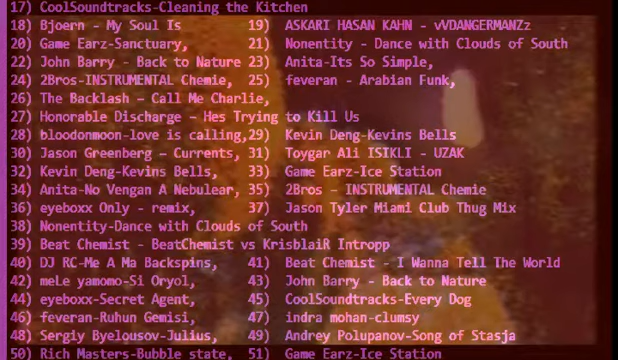 17) CoolSoundtracks-Cleaning the Kitchen
18) Bjoern - My Soul Is 19) ASKARI HASAN KAHN - vVDANGERMANZz
20) Game Earz-Sanctuary, 21) Nonentity - Dance with Clouds of South
22) John Barry - Back to Nature 23) Anita-Its So Simple,
24) 2Bros-INSTRUMENTAL Chemie, 25) feveran - Arabian Funk,
26) The Backlash - Call Me Charlie,
27) Honorable Discharge - Hes Trying to Kill Us
28) bloodonmoon-love is calling,29) Kevin Deng-Kevins Bells
30) Jason Greenberg - Currents, 31) Toygar Ali ISIKLI - UZAK
32) Kevin Deng-Kevins Bells, 33) Game Earz-Ice Station
34) Anita-No Vengan A Nebulear, 35) 2Bros - INSTRUMENTAL Chemie
36) eyeboxx Only - remix, 37) Jason Tyler Miami Club Thug Mix
38) Nonentity-Dance with Clouds of South
39) Beat Chemist - BeatChemist vs KrisblaiR Intropp
40) DJ RC-Me A Ma Backspins, 41) Beat Chemist - I Wanna Tell The World
42) meLe yamomo-Si Oryol, 43) John Barry - Back to Nature
44) eyeboxx-Secret Agent, 45) CoolSoundtracks-Every Dog
46) feveran-Ruhun Gemisi, 47) indra mohan-clumsy
48) Sergiy Byelousov-Julius, 49) Andrey Polupanov-Song of Stasja
50) Rich Masters-Bubble state, 51) Game Earz-Ice Station